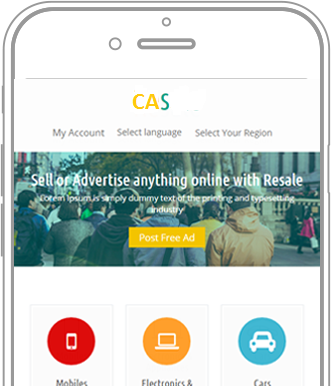 CAS
My Account Select language Select Your Region
Sell or Advertise anything online with Resale
Lorem Ipsum is simply dummy text of the printing and typesetting
industry
Post Free Ad
Mobiles Electronics & Cars